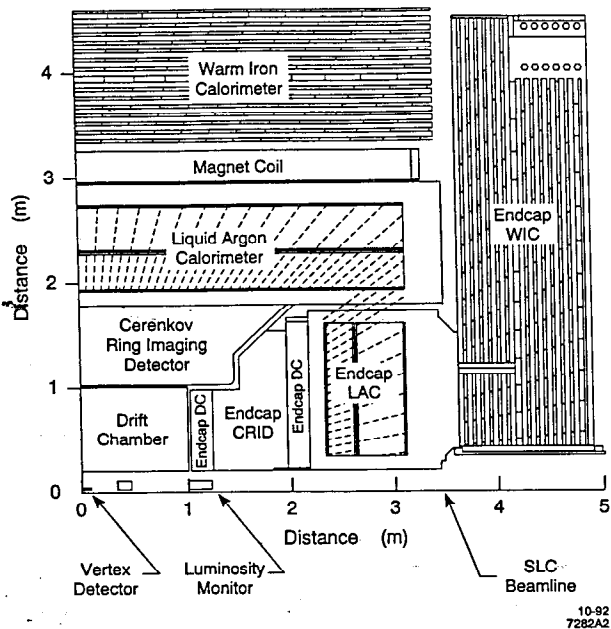 4
Warm Iron
Calorimeter
Magnet Coil
3
Distance (m)
Liquid Argon
Calorimeter
Endcap
WIC
2
3
Cerenkov
Ring Imaging
Detector
1
Drift
Chamber
Endcap DC
Endcap
CRID
Endcap DC
Endcap
LAC
0
0 1 2 3 4 5
Distance (m)
Vertex
Detector
Luminosity
Monitor
SLC
Beamline
10-92
7282A2